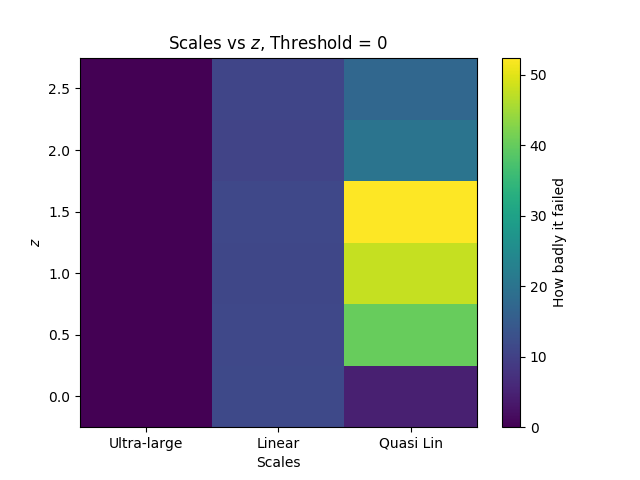 Scales vs z, Threshold = 0
2.5
2.0
1.5
1.0
0.5
0.0
z
Ultra-large
Linear
Quasi Lin
Scales
50
40
30
20
10
0
How badly it failed